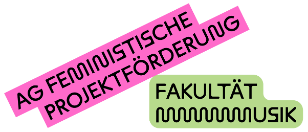 AG FEMINISTISCHE
PROJEKTFÖRDERUNG
FAKULTÄT
MUSIK